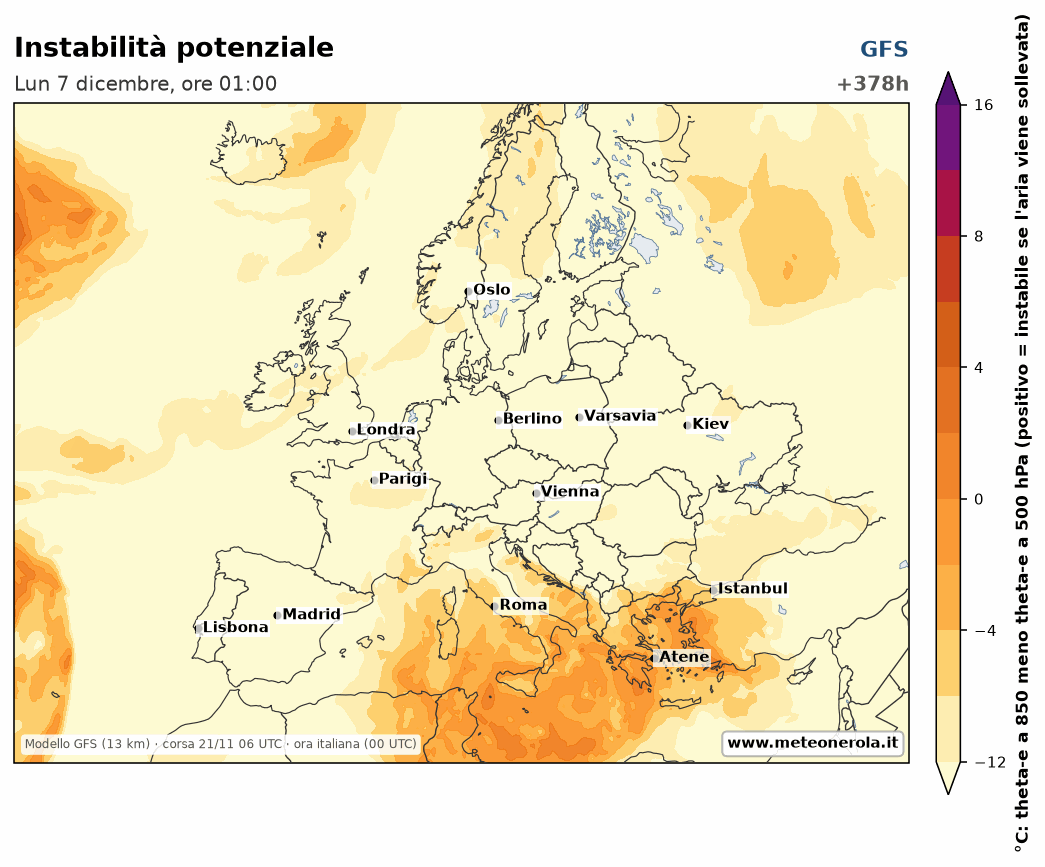 Instabilità potenziale
GFS
Lun 7 dicembre, ore 01:00
+378h
Oslo
Berlino
Varsavia
Kiev
Londra
Parigi
Vienna
Istanbul
Roma
Madrid
Lisbona
Atene
Modello GFS (13 km) · corsa 21/11 06 UTC · ora italiana (00 UTC)
www.meteonerola.it
16
8
4
0
−4
−12
°C: theta-e a 850 meno theta-e a 500 hPa (positivo = instabile se l'aria viene sollevata)